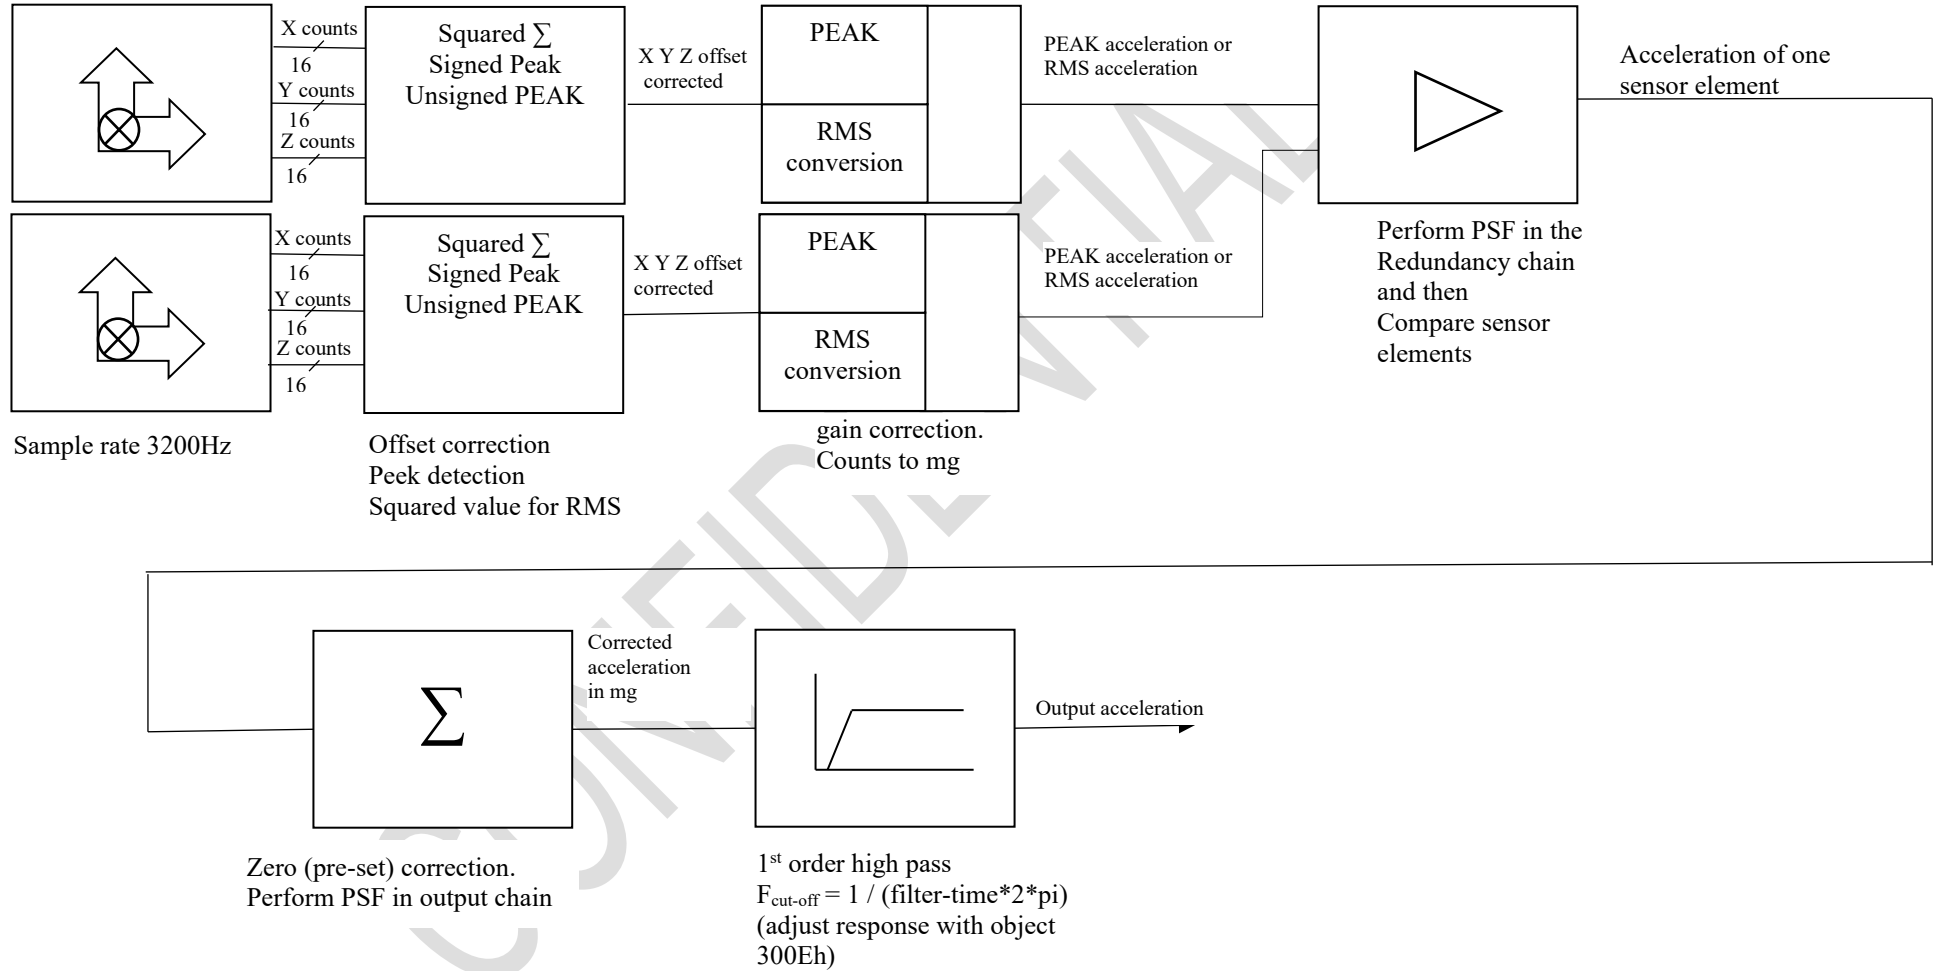 X counts
16
Y counts
16
Z counts
16
Squared ∑
Signed Peak
Unsigned PEAK
X Y Z offset
corrected
PEAK
RMS
conversion
PEAK acceleration or
RMS acceleration
Acceleration of one
sensor element
X counts
16
Y counts
16
Z counts
16
Squared ∑
Signed Peak
Unsigned PEAK
X Y Z offset
corrected
PEAK
RMS
conversion
PEAK acceleration or
RMS acceleration
Perform PSF in the
Redundancy chain
and then
Compare sensor
elements
Sample rate 3200Hz
Offset correction
Peek detection
Squared value for RMS
gain correction.
Counts to mg
CONFIDENTIAL
∑
Corrected
acceleration
in mg
Output acceleration
Zero (pre-set) correction.
Perform PSF in output chain
1st order high pass
Fcut-off = 1 / (filter-time*2*pi)
(adjust response with object
300Eh)